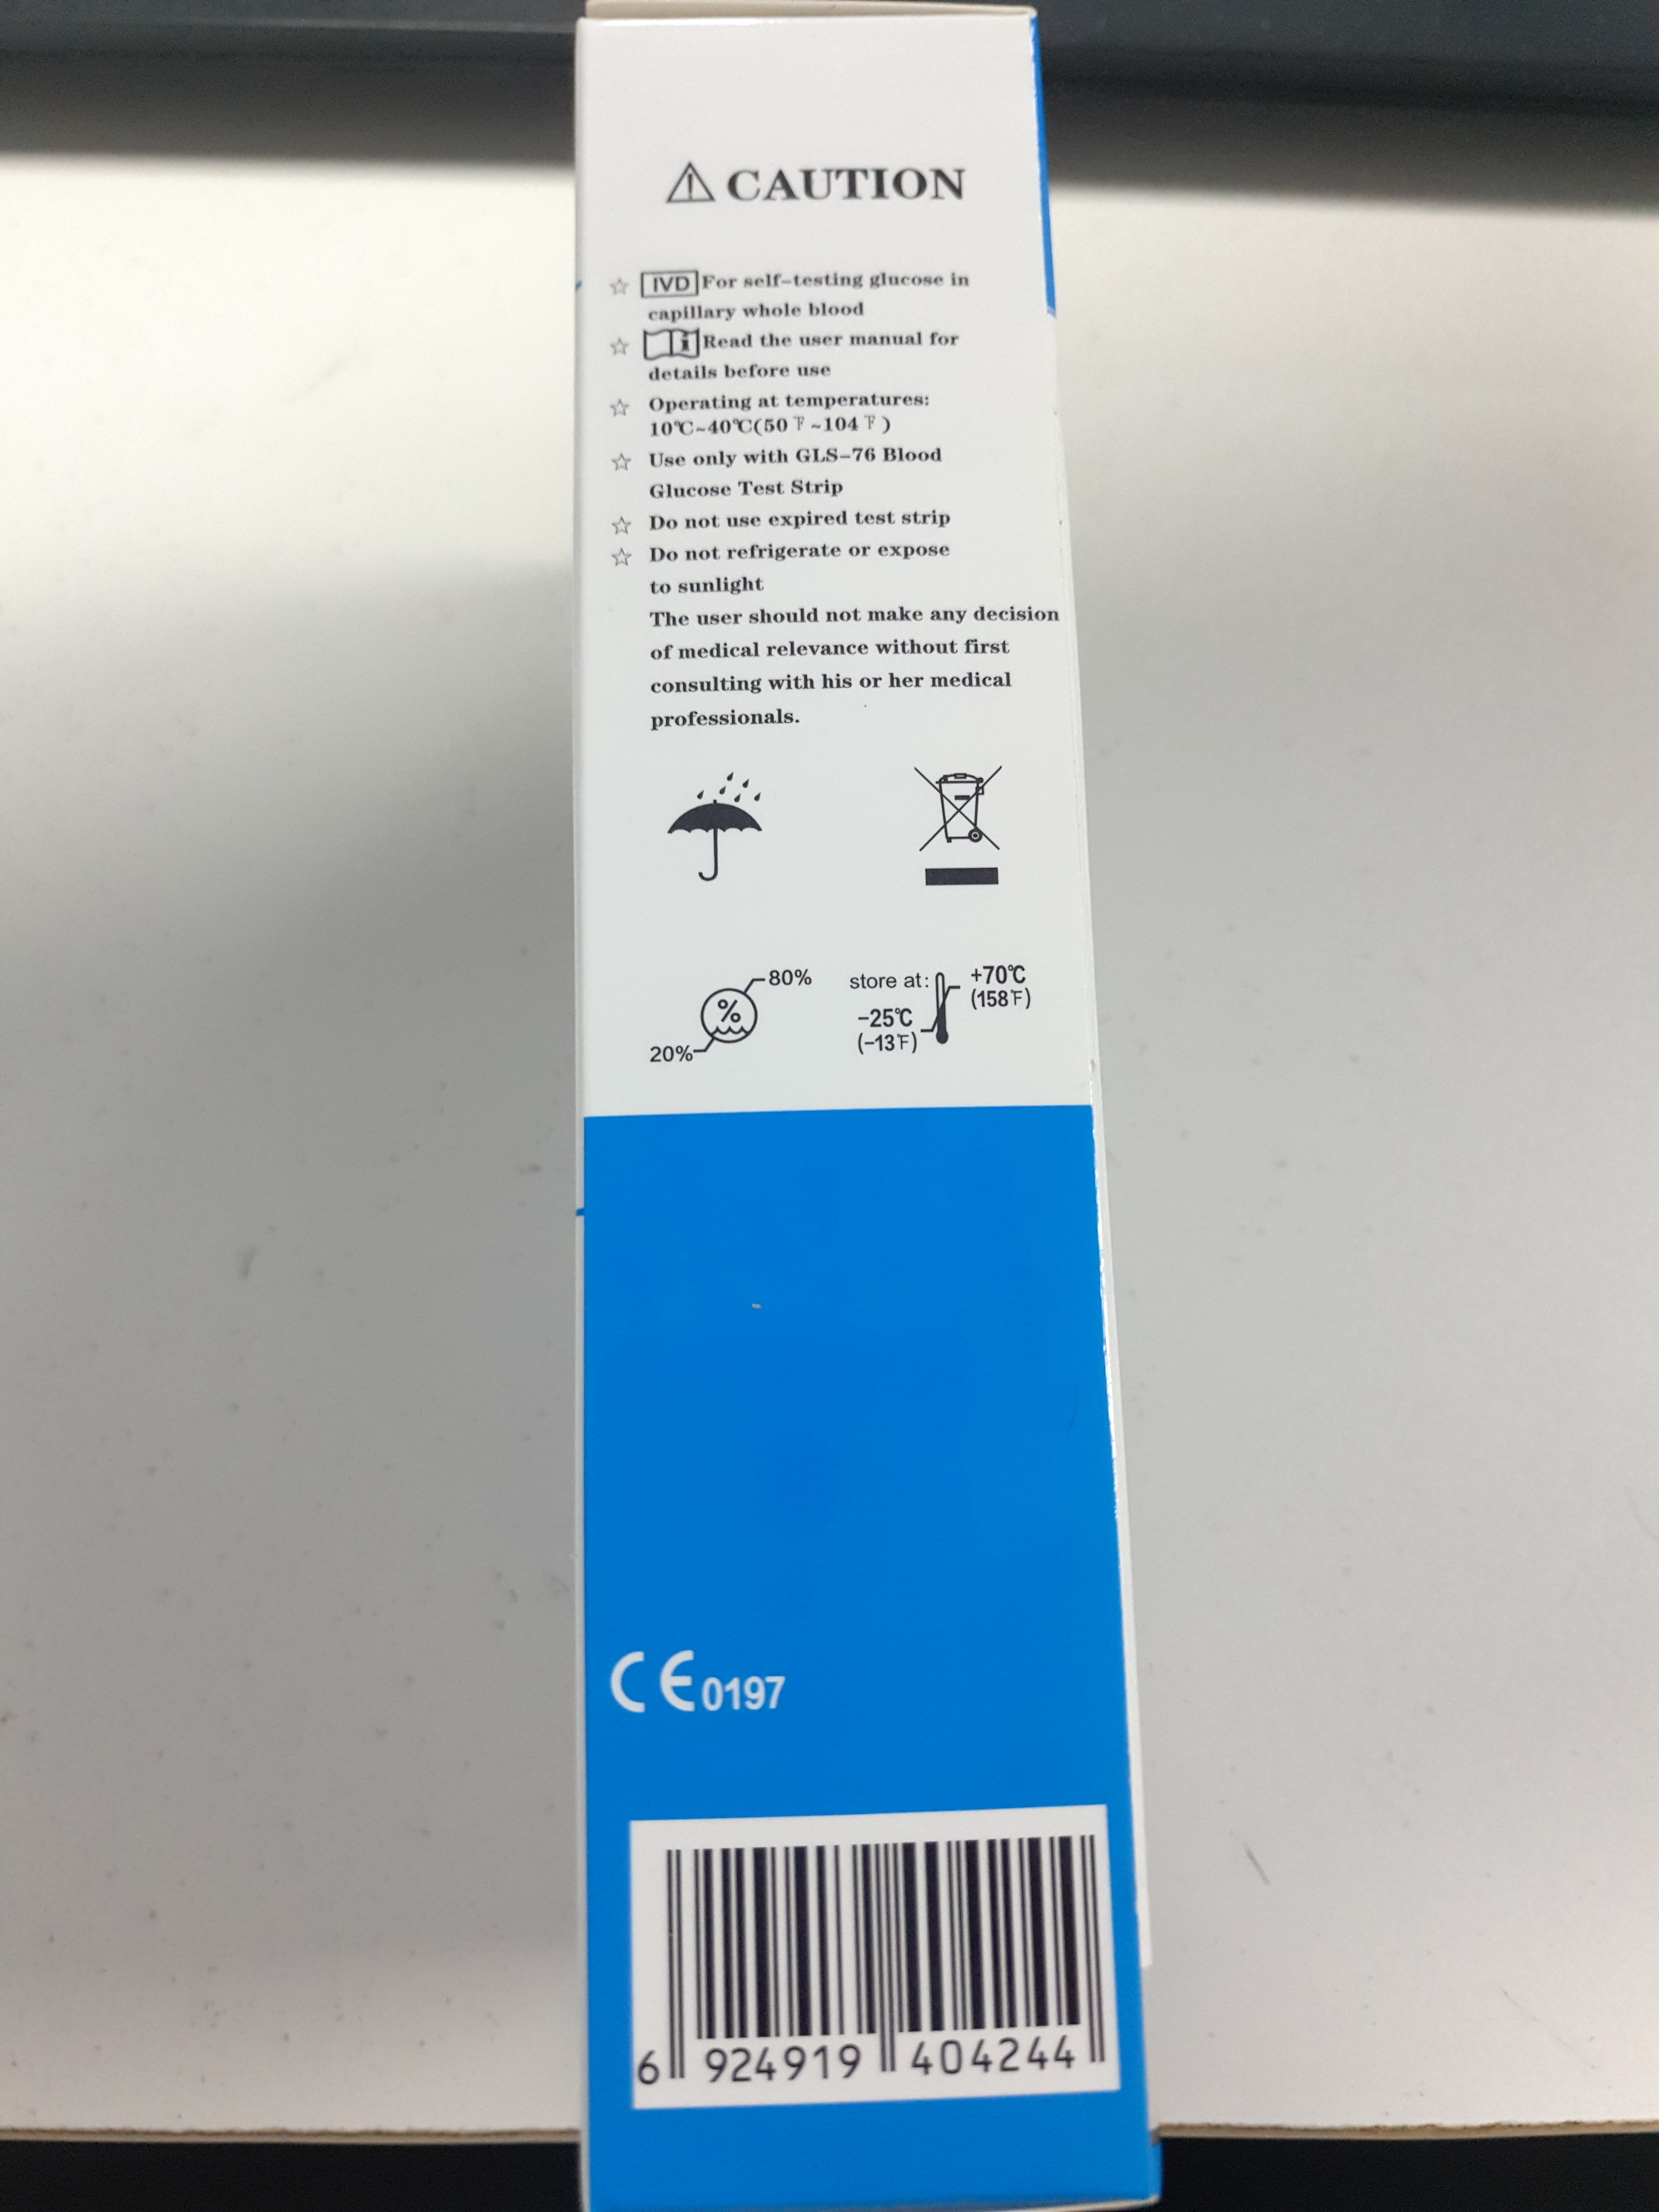 CAUTION
☆ IVD For self-testing glucose in
capillary whole blood
☆ i Read the user manual for
details before use
☆ Operating at temperatures:
10℃~40℃(50℉~104℉)
☆ Use only with GLS-76 Blood
Glucose Test Strip
☆ Do not use expired test strip
☆ Do not refrigerate or expose
to sunlight
The user should not make any decision
of medical relevance without first
consulting with his or her medical
professionals.
% 80%
20%
store at: +70℃
(158℉)
-25℃
(-13℉)
CE 0197
6 924919 404244